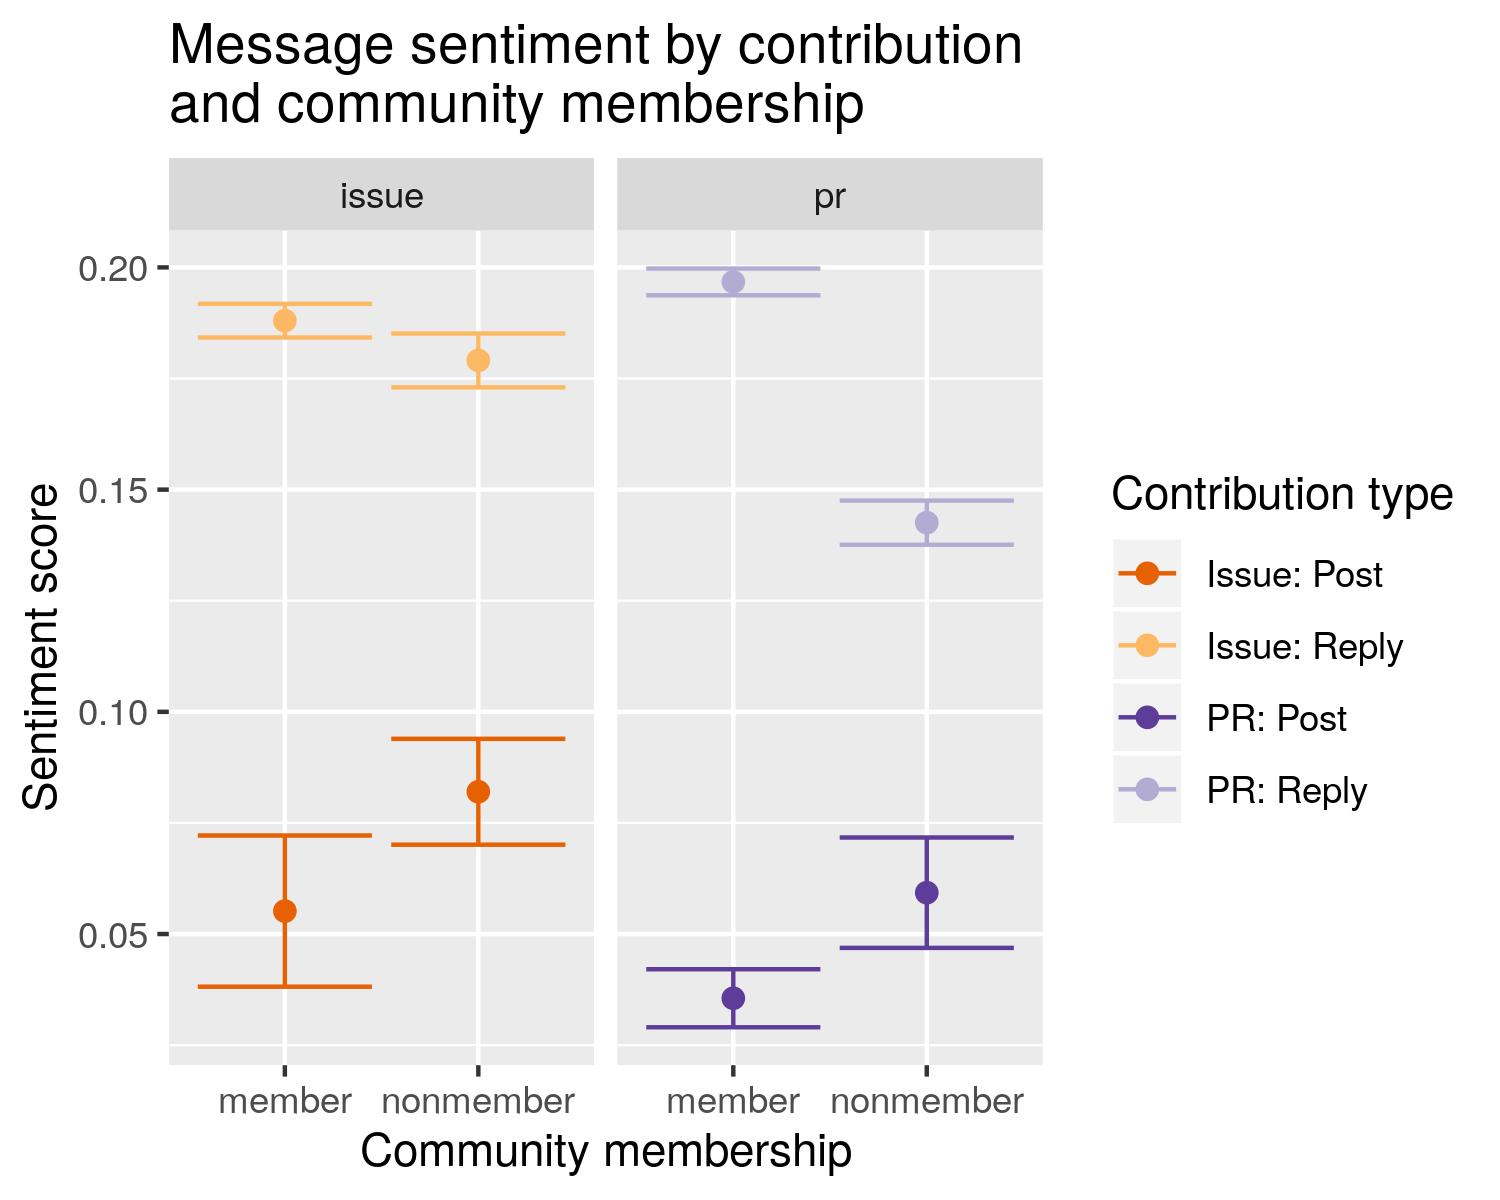 Message sentiment by contribution
and community membership
issue
pr
0.20
0.15
0.10
0.05
Sentiment score
member
nonmember
member
nonmember
Community membership
Contribution type
Issue: Post
Issue: Reply
PR: Post
PR: Reply